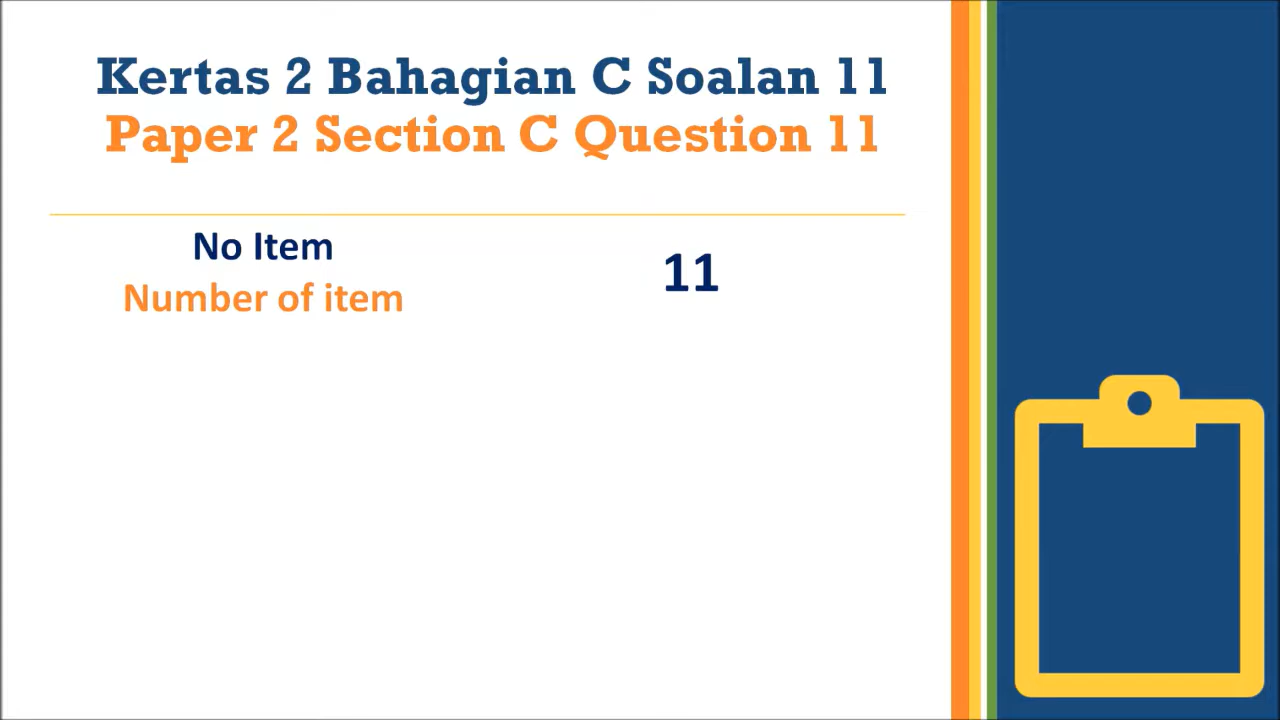 Kertas 2 Bahagian C Soalan 11
Paper 2 Section C Question 11
No Item
Number of item
11